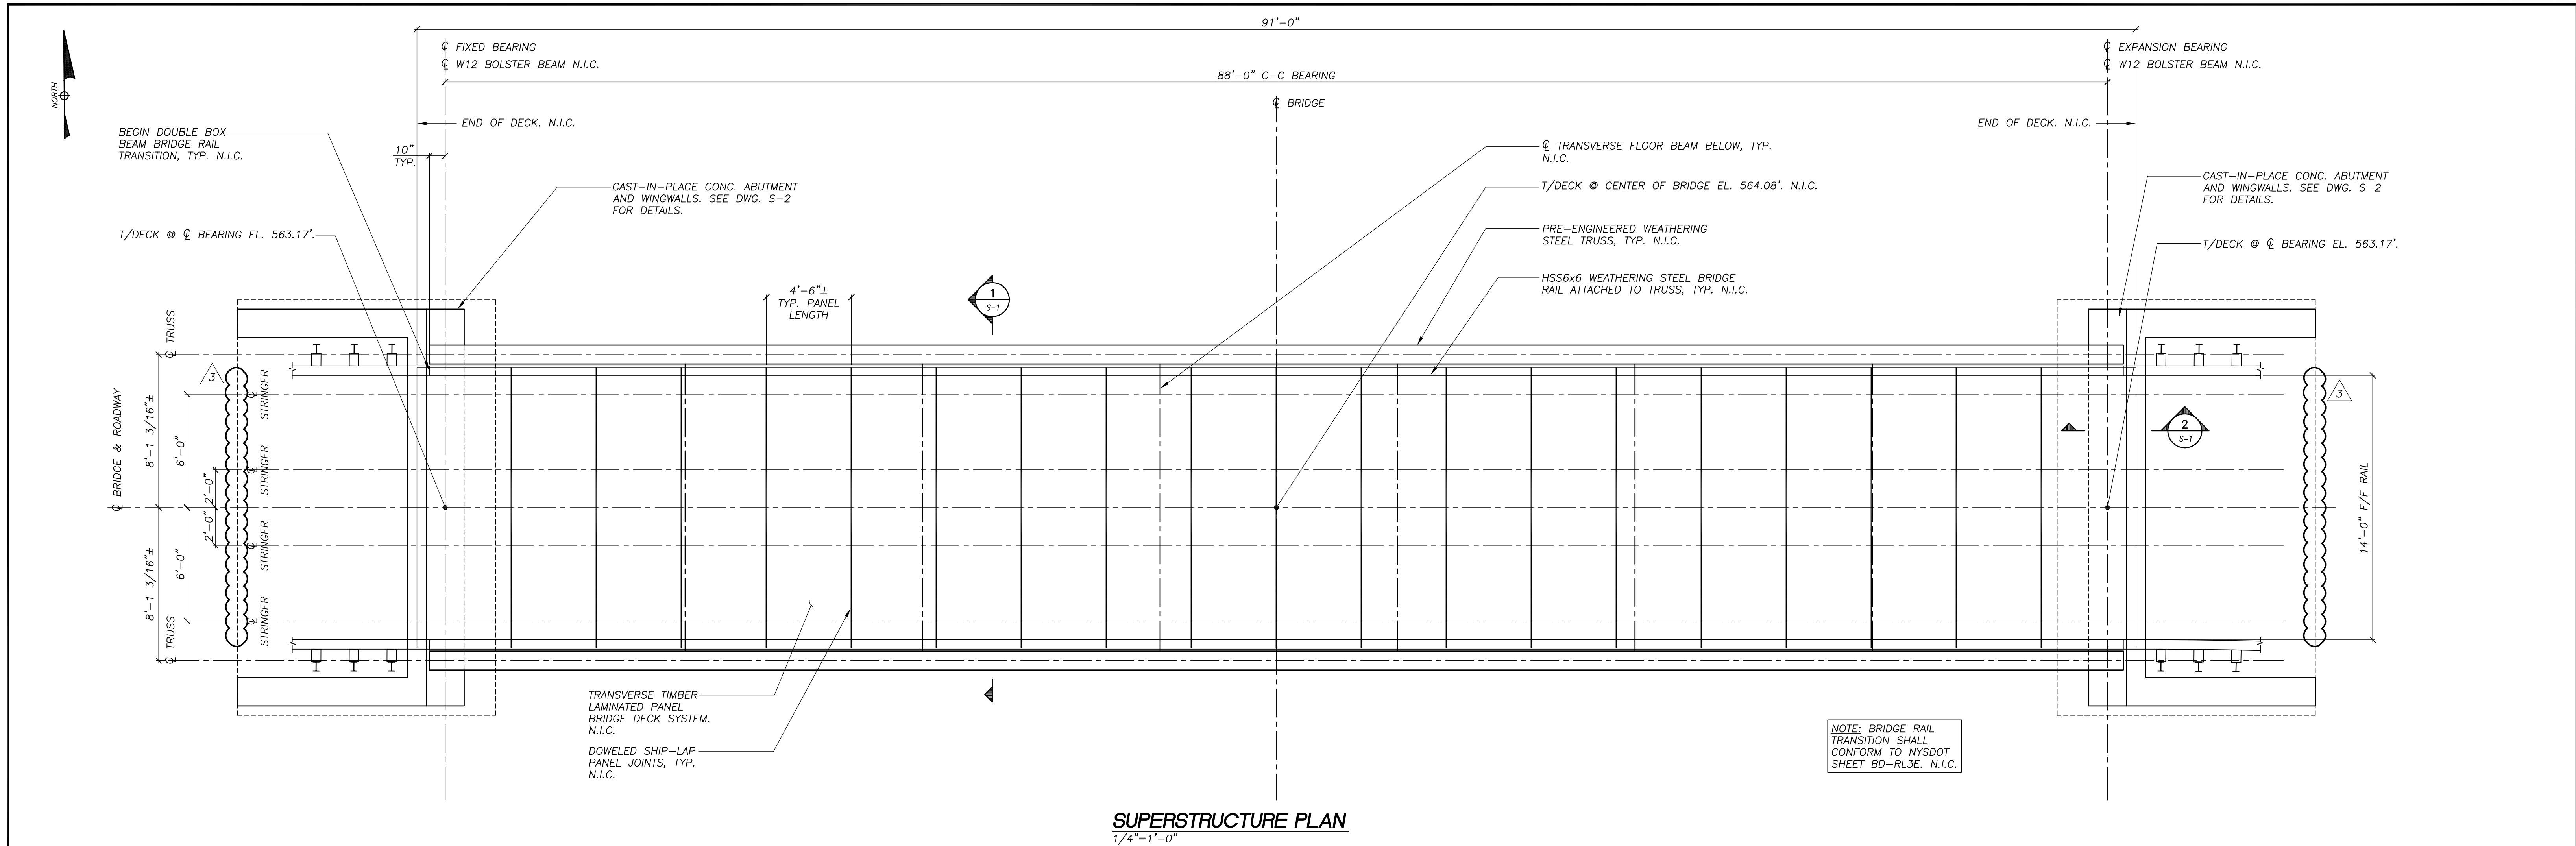 91'-0"
℄ FIXED BEARING
℄ W12 BOLSTER BEAM N.I.C.
℄ EXPANSION BEARING
℄ W12 BOLSTER BEAM N.I.C.
88'-0" C-C BEARING
NORTH
℄ BRIDGE
END OF DECK. N.I.C.
END OF DECK. N.I.C.
BEGIN DOUBLE BOX
BEAM BRIDGE RAIL
TRANSITION, TYP. N.I.C.
10"
TYP.
℄ TRANSVERSE FLOOR BEAM BELOW, TYP.
N.I.C.
CAST-IN-PLACE CONC. ABUTMENT
AND WINGWALLS. SEE DWG. S-2
FOR DETAILS.
T/DECK @ CENTER OF BRIDGE EL. 564.08'. N.I.C.
CAST-IN-PLACE CONC. ABUTMENT
AND WINGWALLS. SEE DWG. S-2
FOR DETAILS.
T/DECK @ ℄ BEARING EL. 563.17'.
PRE-ENGINEERED WEATHERING
STEEL TRUSS, TYP. N.I.C.
T/DECK @ ℄ BEARING EL. 563.17'.
HSS6x6 WEATHERING STEEL BRIDGE
RAIL ATTACHED TO TRUSS, TYP. N.I.C.
4'-6"±
TYP. PANEL
LENGTH
1
S-1
℄ TRUSS
3
3
℄ BRIDGE & ROADWAY
8'-1 3/16"±
6'-0"
2'-0"
℄ STRINGER
℄ STRINGER
2
S-1
14'-0" F/F RAIL
8'-1 3/16"±
6'-0"
2'-0"
℄ STRINGER
℄ STRINGER
℄ TRUSS
TRANSVERSE TIMBER
LAMINATED PANEL
BRIDGE DECK SYSTEM.
N.I.C.
DOWELED SHIP-LAP
PANEL JOINTS, TYP.
N.I.C.
NOTE: BRIDGE RAIL
TRANSITION SHALL
CONFORM TO NYSDOT
SHEET BD-RL3E. N.I.C.
SUPERSTRUCTURE PLAN
1/4"=1'-0"